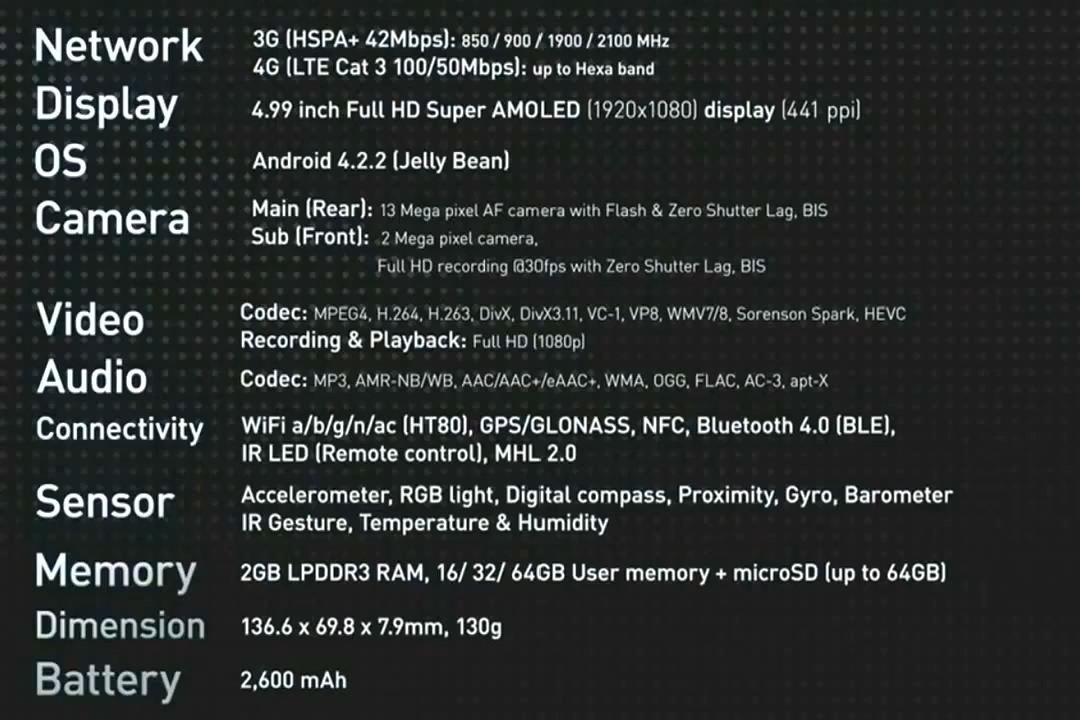 Network
3G (HSPA+ 42Mbps): 850 / 900 / 1900 / 2100 MHz
4G (LTE Cat 3 100/50Mbps): up to Hexa band
Display
4.99 inch Full HD Super AMOLED (1920x1080) display (441 ppi)
OS
Android 4.2.2 (Jelly Bean)
Camera
Main (Rear): 13 Mega pixel AF camera with Flash & Zero Shutter Lag, BIS
Sub (Front): 2 Mega pixel camera,
Full HD recording @30fps with Zero Shutter Lag, BIS
Video
Codec: MPEG4, H.264, H.263, DivX, DivX3.11, VC-1, VP8, WMV7/8, Sorenson Spark, HEVC
Recording & Playback: Full HD (1080p)
Audio
Codec: MP3, AMR-NB/WB, AAC/AAC+/eAAC+, WMA, OGG, FLAC, AC-3, apt-X
Connectivity
WiFi a/b/g/n/ac (HT80), GPS/GLONASS, NFC, Bluetooth 4.0 (BLE),
IR LED (Remote control), MHL 2.0
Sensor
Accelerometer, RGB light, Digital compass, Proximity, Gyro, Barometer
IR Gesture, Temperature & Humidity
Memory
2GB LPDDR3 RAM, 16/ 32/ 64GB User memory + microSD (up to 64GB)
Dimension
136.6 x 69.8 x 7.9mm, 130g
Battery
2,600 mAh